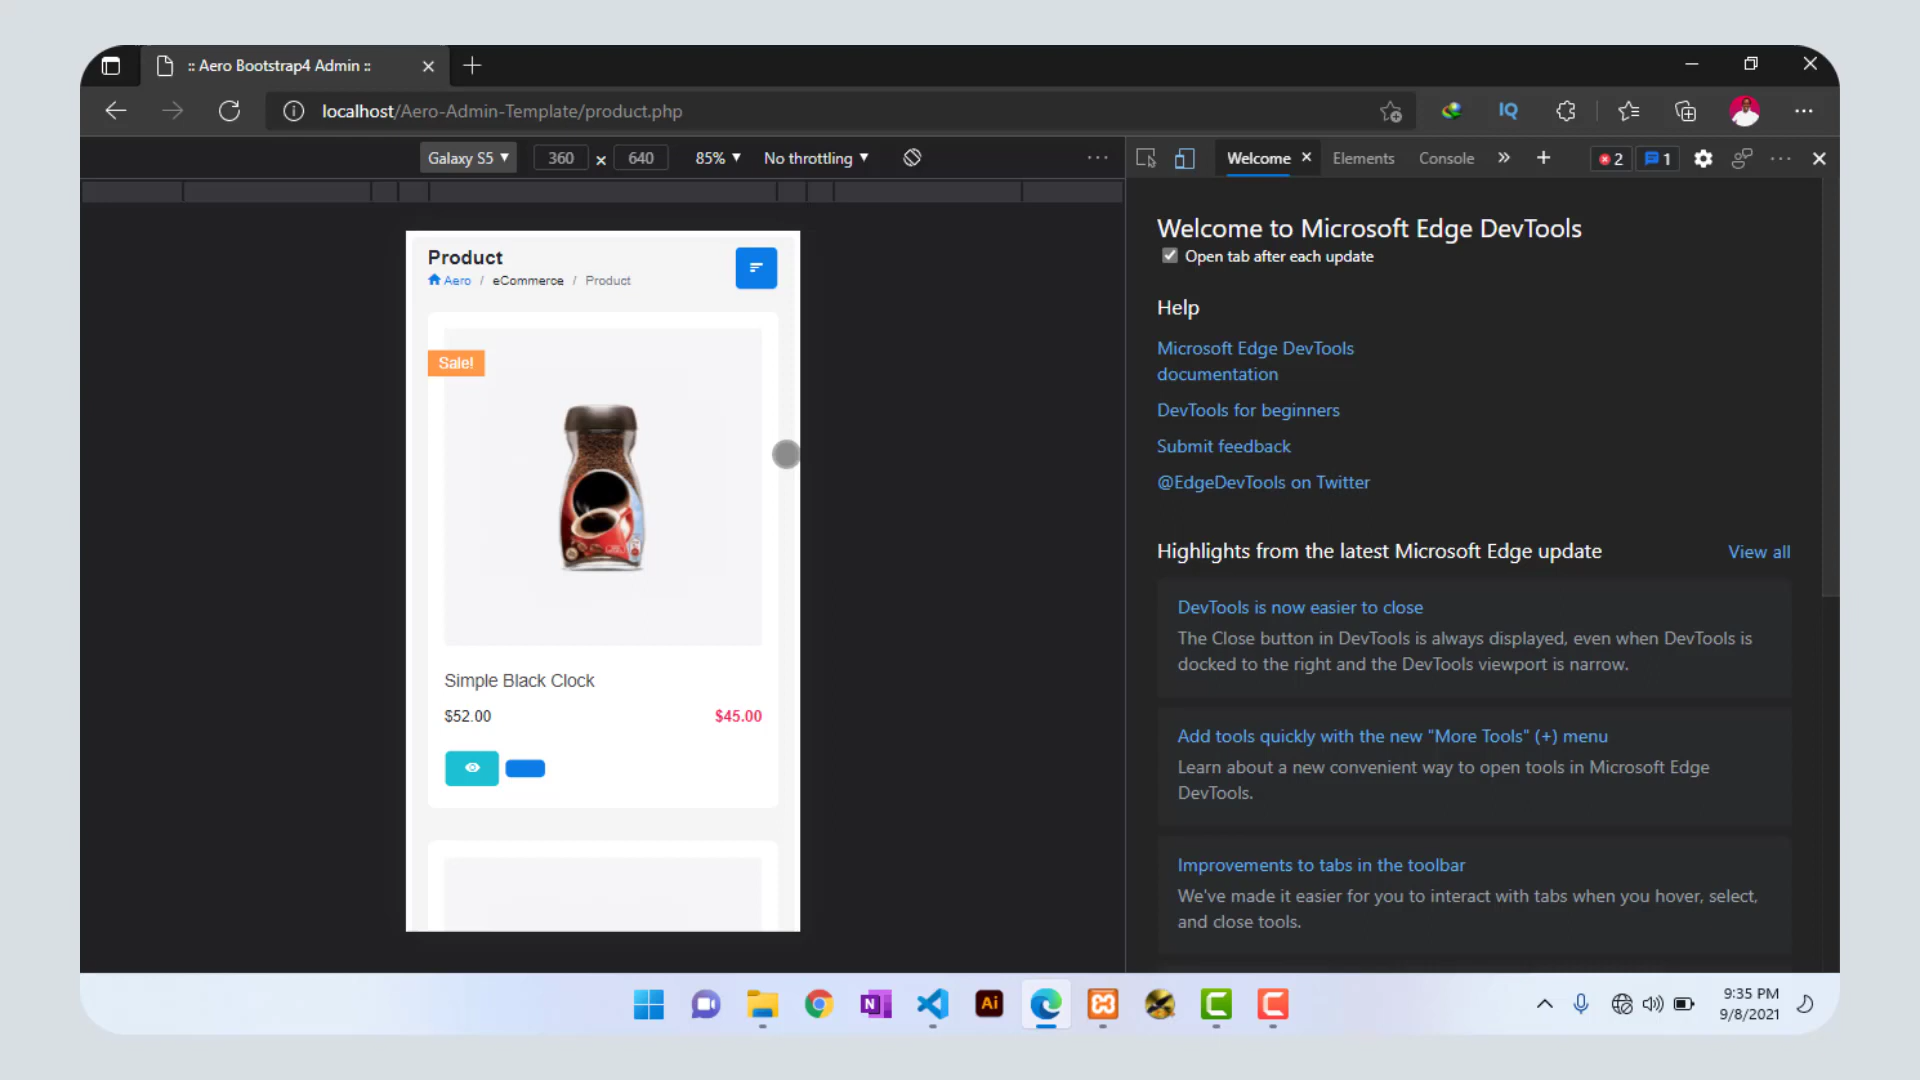 :: Aero Bootstrap4 Admin ::
localhost/Aero-Admin-Template/product.php
IQ
Galaxy S5
360 x 640
85%
No throttling
Welcome
Elements
Console
2
1
Product
Aero / eCommerce / Product
Sale!
Simple Black Clock
$52.00
$45.00
Welcome to Microsoft Edge DevTools
Open tab after each update
Help
Microsoft Edge DevTools
documentation
DevTools for beginners
Submit feedback
@EdgeDevTools on Twitter
Highlights from the latest Microsoft Edge update
View all
DevTools is now easier to close
The Close button in DevTools is always displayed, even when DevTools is
docked to the right and the DevTools viewport is narrow.
Add tools quickly with the new "More Tools" (+) menu
Learn about a new convenient way to open tools in Microsoft Edge
DevTools.
Improvements to tabs in the toolbar
We've made it easier for you to interact with tabs when you hover, select,
and close tools.
N
Ai
9:35 PM
9/8/2021